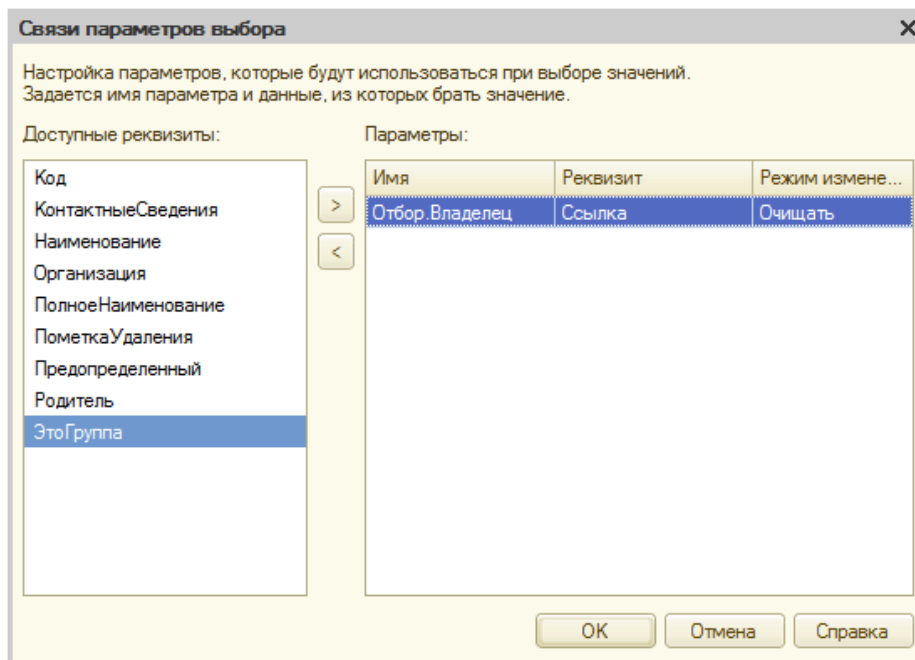 Связи параметров выбора
Настройка параметров, которые будут использоваться при выборе значений.
Задается имя параметра и данные, из которых брать значение.
Доступные реквизиты:
Параметры:
Код
КонтактныеСведения
Наименование
Организация
ПолноеНаименование
ПометкаУдаления
Предопределенный
Родитель
ЭтоГруппа
>
<
Имя Реквизит Режим измене...
Отбор.Владелец Ссылка Очищать
OK Отмена Справка